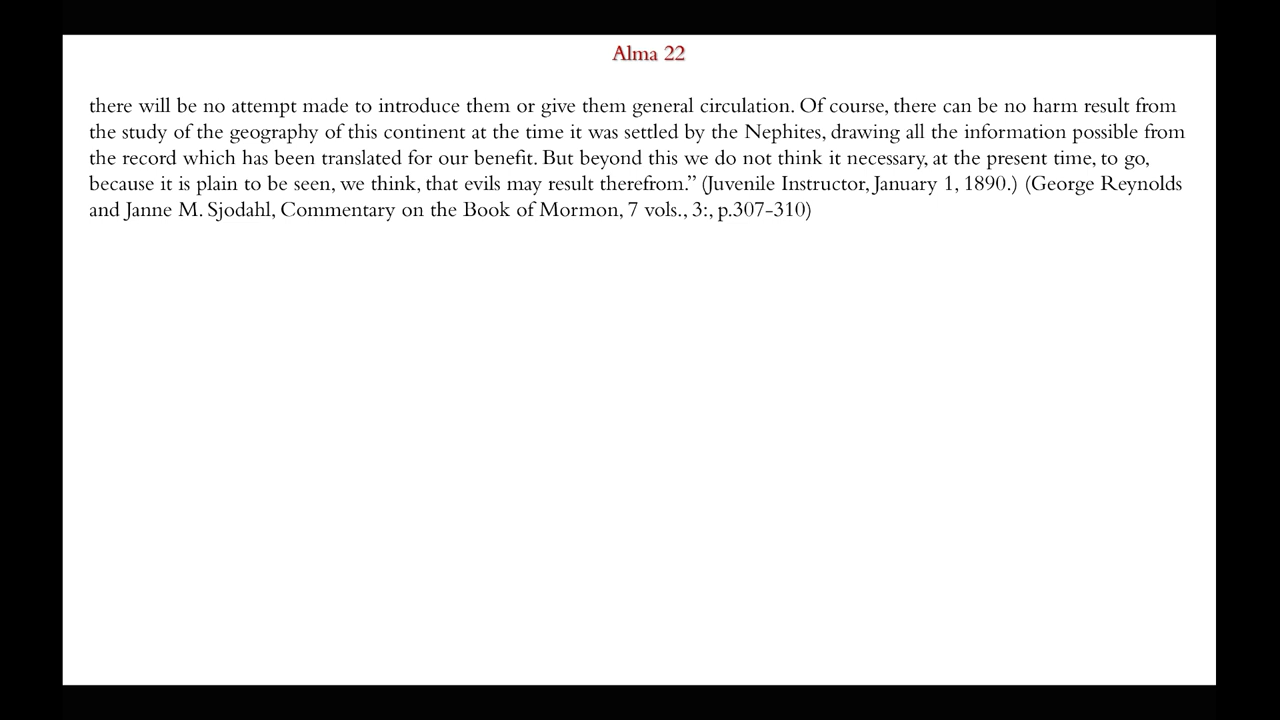 Alma 22
there will be no attempt made to introduce them or give them general circulation. Of course, there can be no harm result from
the study of the geography of this continent at the time it was settled by the Nephites, drawing all the information possible from
the record which has been translated for our benefit. But beyond this we do not think it necessary, at the present time, to go,
because it is plain to be seen, we think, that evils may result therefrom.” (Juvenile Instructor, January 1, 1890.) (George Reynolds
and Janne M. Sjodahl, Commentary on the Book of Mormon, 7 vols., 3:, p.307-310)